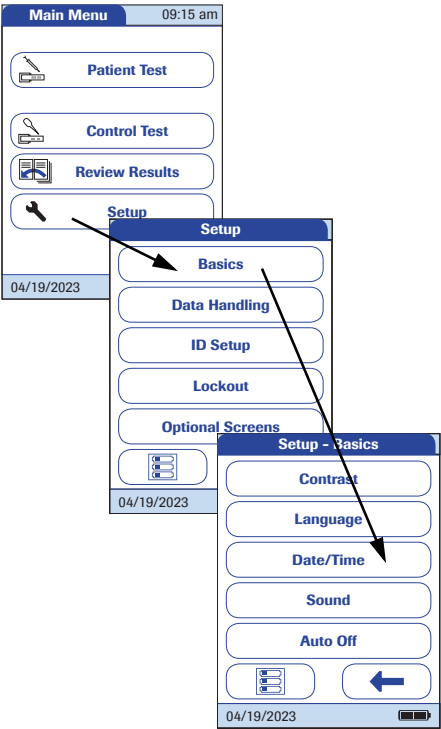 Main Menu
09:15 am
Patient Test
Control Test
Review Results
Setup
04/19/2023
Setup
Basics
Data Handling
ID Setup
Lockout
Optional Screens
04/19/2023
Setup - Basics
Contrast
Language
Date/Time
Sound
Auto Off
04/19/2023